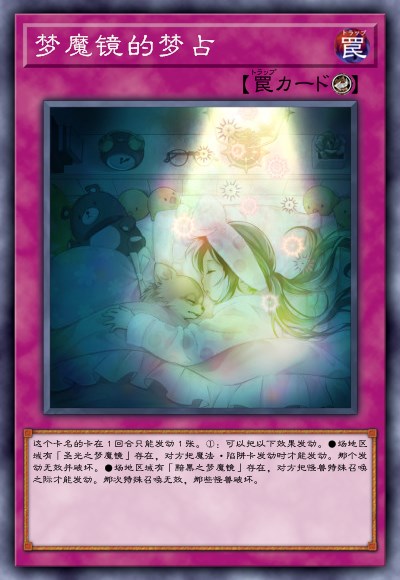 梦魔镜的梦占
トラップ
罠
トラップ
【罠カード】
这个卡名的卡在1回合只能发动1张。①：可以把以下效果发动。●场地区
域有「圣光之梦魔镜」存在，对方把魔法·陷阱卡发动时才能发动。那个发
动无效并破坏。●场地区域有「黯黑之梦魔镜」存在，对方把怪兽特殊召唤
之际才能发动。那次特殊召唤无效，那些怪兽破坏。